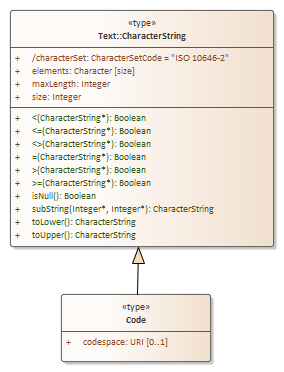 «type»
Text::CharacterString
+ /characterSet: CharacterSetCode = "ISO 10646-2"
+ elements: Character [size]
+ maxLength: Integer
+ size: Integer
+ <(CharacterString*): Boolean
+ <=(CharacterString*): Boolean
+ <>(CharacterString*): Boolean
+ =(CharacterString*): Boolean
+ >(CharacterString*): Boolean
+ >=(CharacterString*): Boolean
+ isNull(): Boolean
+ subString(Integer*, Integer*): CharacterString
+ toLower(): CharacterString
+ toUpper(): CharacterString
«type»
Code
+ codespace: URI [0..1]